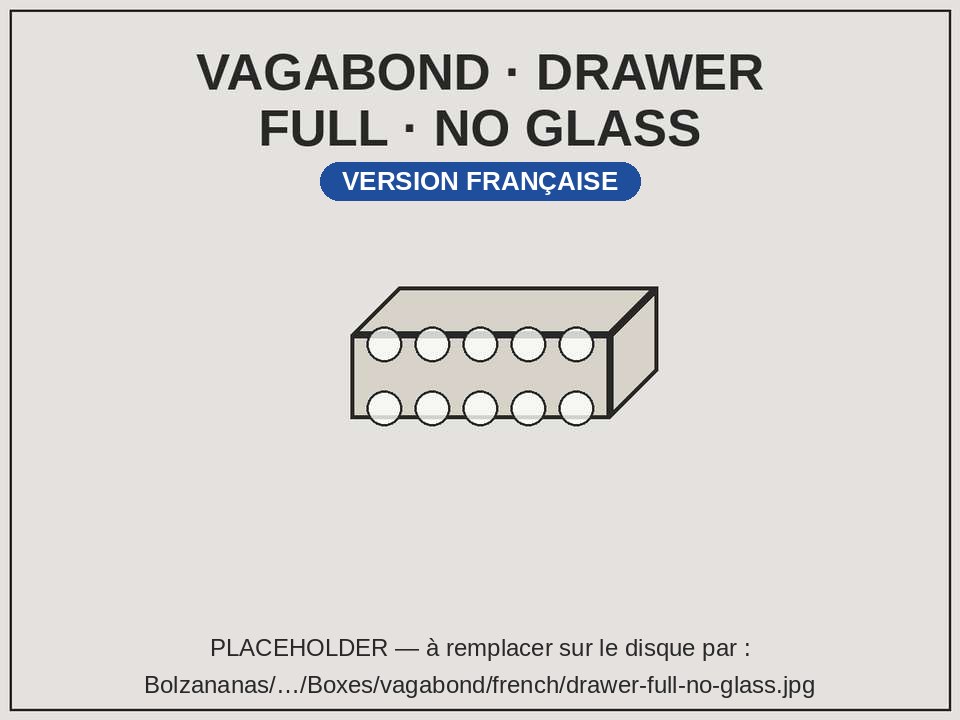 VAGABOND · DRAWER
FULL · NO GLASS
VERSION FRANÇAISE
PLACEHOLDER — à remplacer sur le disque par :
Bolzananas/…/Boxes/vagabond/french/drawer-full-no-glass.jpg